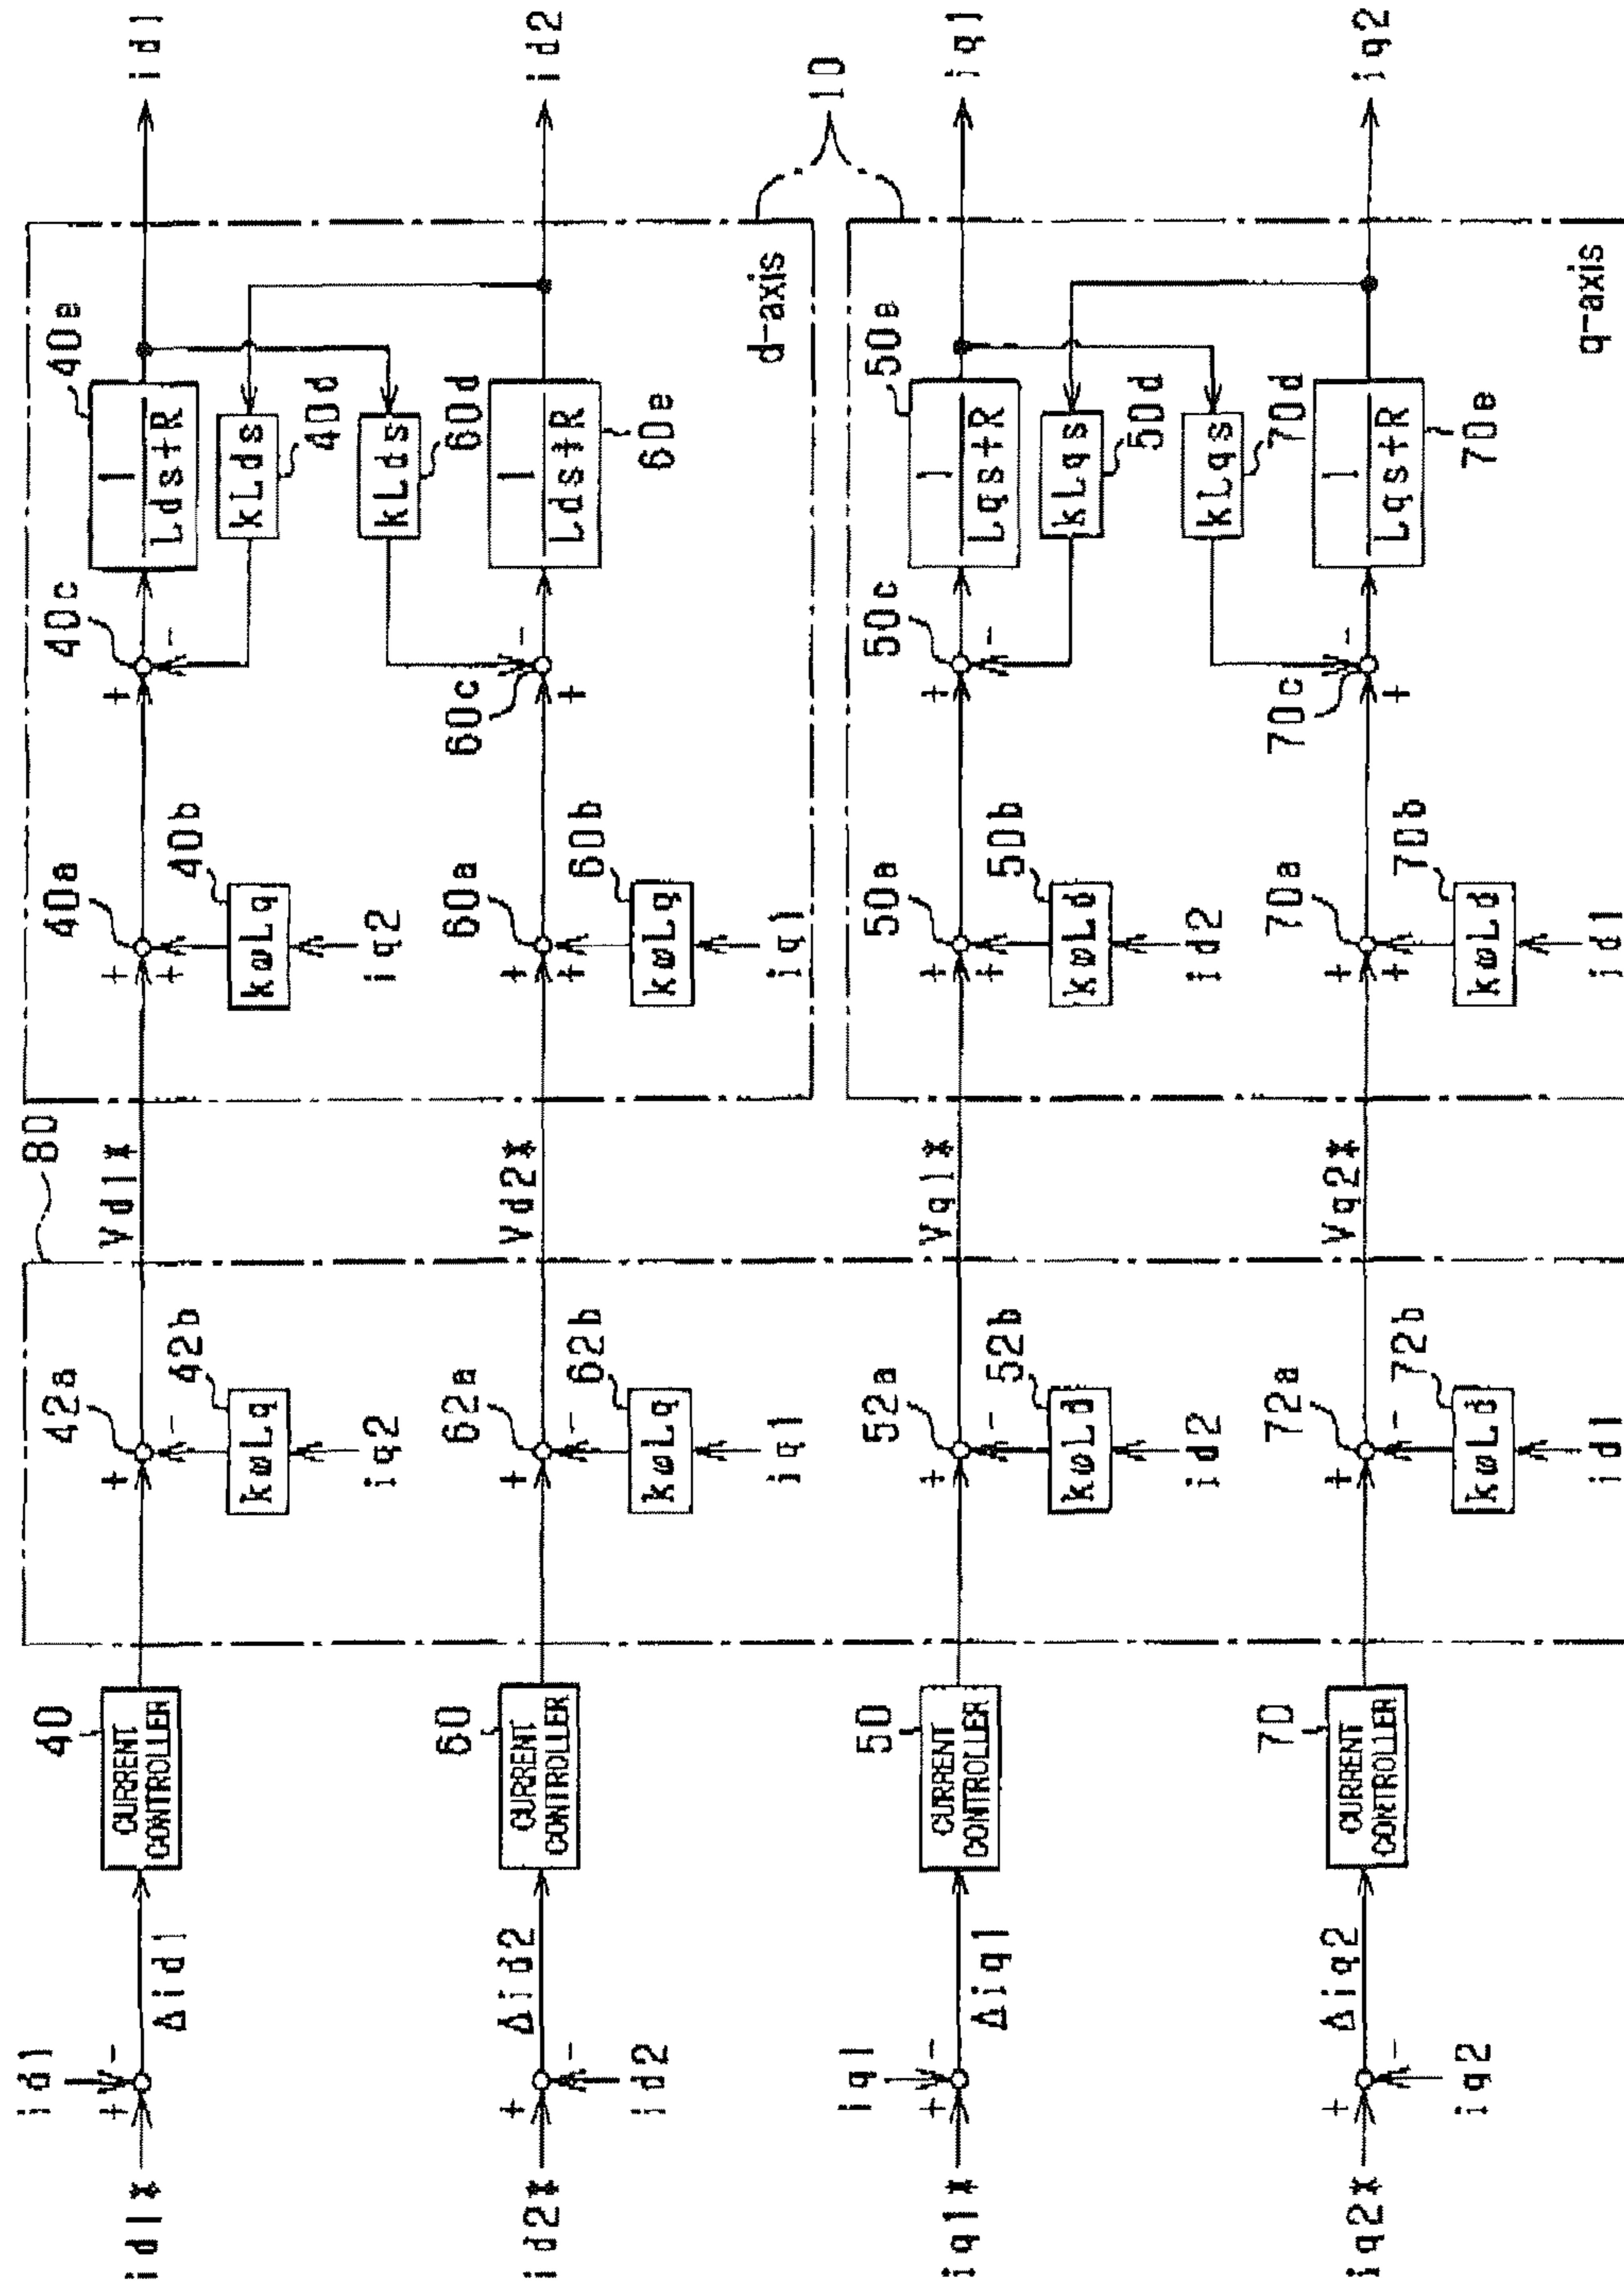 id1
id1*
Δid1
40
CURRENT
CONTROLLER
80
42a
42b
kωLq
iq2
Vd1*
40a
40b
kωLq
iq2
40c
40e
1
Lds+R
kLds
40d
id1
id2*
id2
Δid2
60
CURRENT
CONTROLLER
62a
62b
kωLq
iq1
Vd2*
60a
60b
kωLq
iq1
60c
kLds
60d
1
Lds+R
60e
id2
d-axis
10
iq1
iq1*
Δiq1
50
CURRENT
CONTROLLER
52a
52b
kωLd
id2
Vq1*
50a
50b
kωLd
id2
50c
50e
1
Lqs+R
kLqs
50d
iq1
iq2*
iq2
Δiq2
70
CURRENT
CONTROLLER
72a
72b
kωLd
id1
Vq2*
70a
70b
kωLd
id1
70c
kLqs
70d
1
Lqs+R
70e
iq2
q-axis